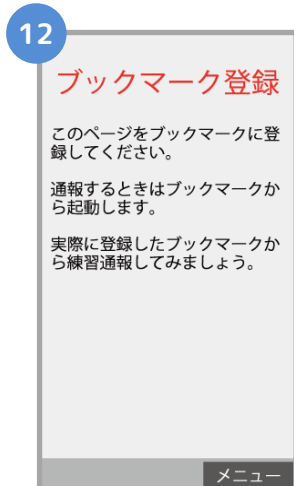 12
ブックマーク登録
このページをブックマークに登
録してください。
通報するときはブックマークか
ら起動します。
実際に登録したブックマークか
ら練習通報してみましょう。
メニュー